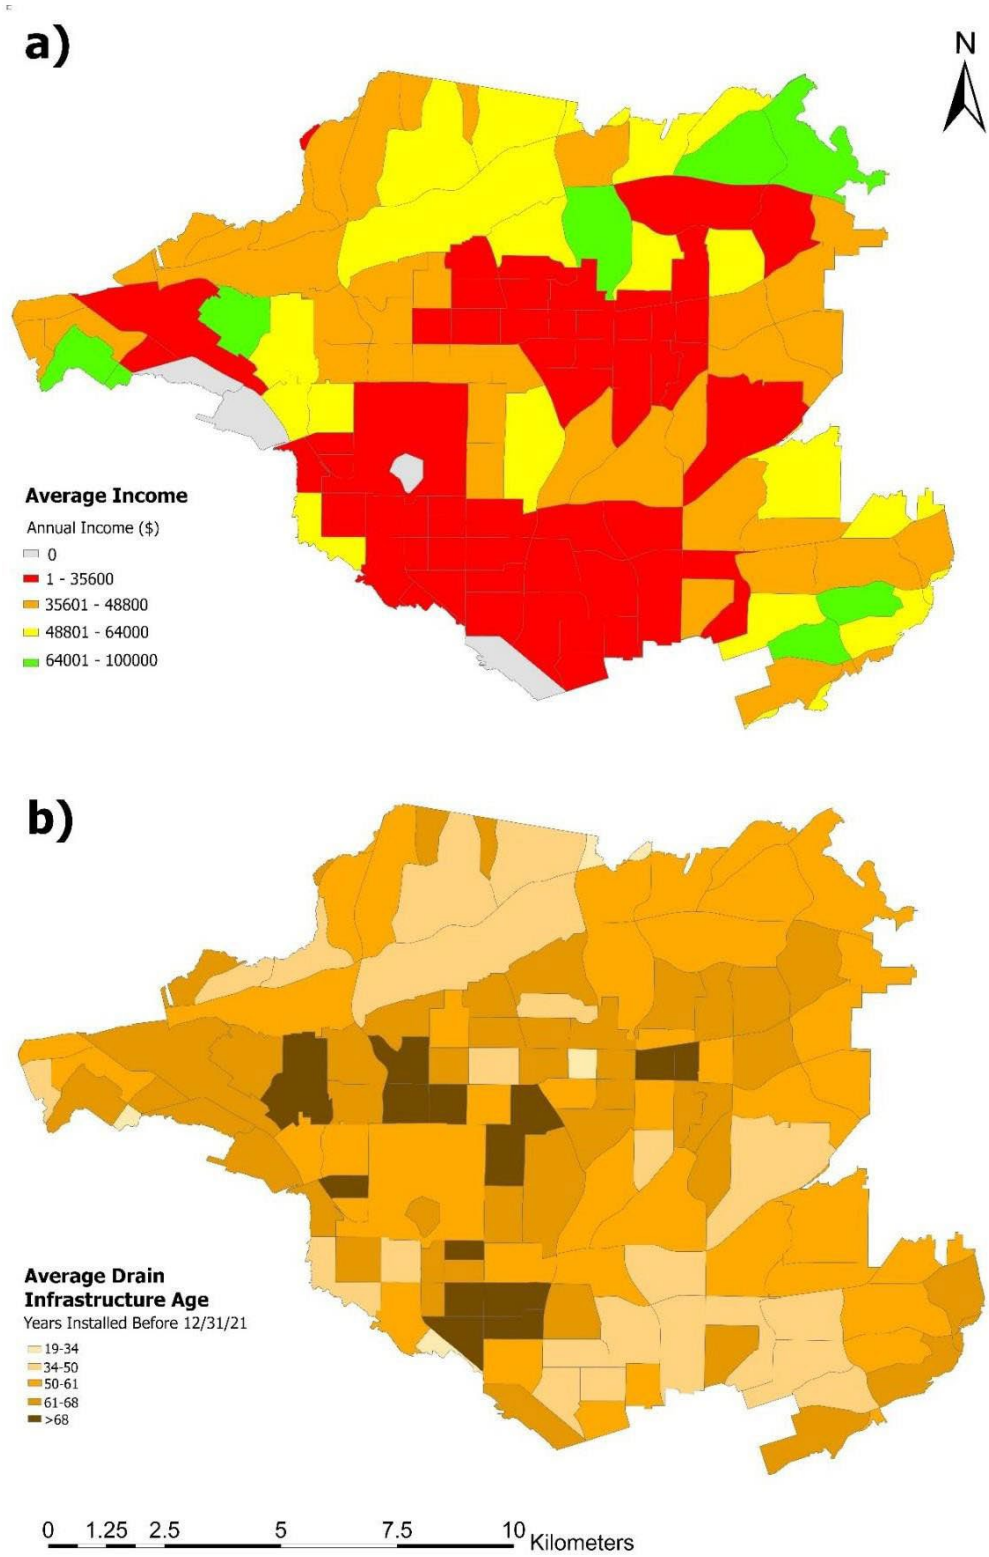 a)
N
Average Income
Annual Income ($)
0
1 - 35600
35601 - 48800
48801 - 64000
64001 - 100000
b)
Average Drain
Infrastructure Age
Years Installed Before 12/31/21
19-34
34-50
50-61
61-68
>68
0 1.25 2.5 5 7.5 10 Kilometers